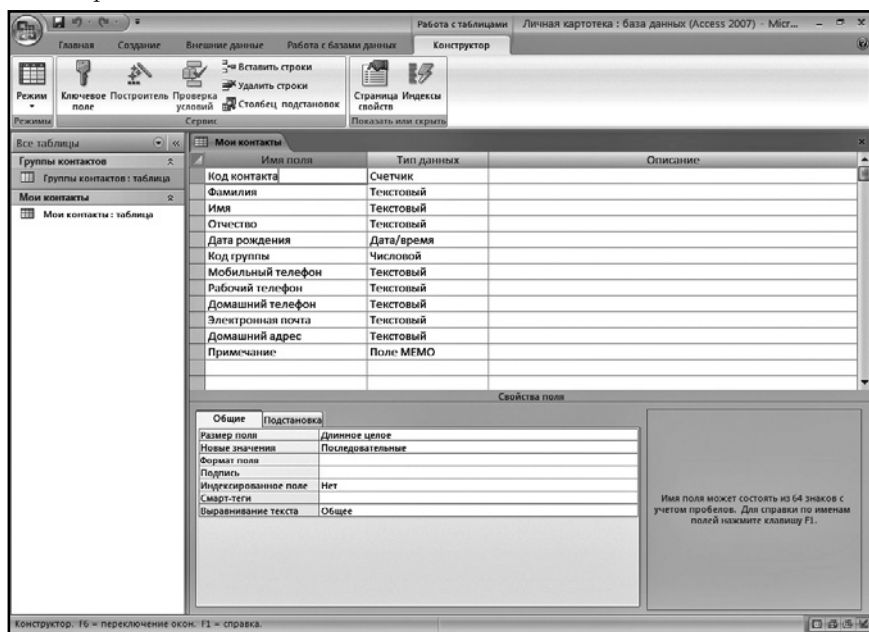 Работа с таблицами Личная картотека : база данных (Access 2007) - Micr...
Главная Создание Внешние данные Работа с базами данных Конструктор
Режим
Ключевое поле
Построитель
Проверка условий
Вставить строки
Удалить строки
Столбец подстановок
Страница свойств
Индексы
Режимы Сервис Показать или скрыть
Все таблицы
Группы контактов
Группы контактов : таблица
Мои контакты
Мои контакты : таблица
Мои контакты
Имя поля Тип данных Описание
Код контакта Счетчик
Фамилия Текстовый
Имя Текстовый
Отчество Текстовый
Дата рождения Дата/время
Код группы Числовой
Мобильный телефон Текстовый
Рабочий телефон Текстовый
Домашний телефон Текстовый
Электронная почта Текстовый
Домашний адрес Текстовый
Примечание Поле МЕМО
Свойства поля
Общие Подстановка
Размер поля Длинное целое
Новые значения Последовательные
Формат поля
Подпись
Индексированное поле Нет
Смарт-теги
Выравнивание текста Общее
Имя поля может состоять из 64 знаков с
учетом пробелов. Для справки по именам
полей нажмите клавишу F1.
Конструктор. F6 = переключение окон. F1 = справка.